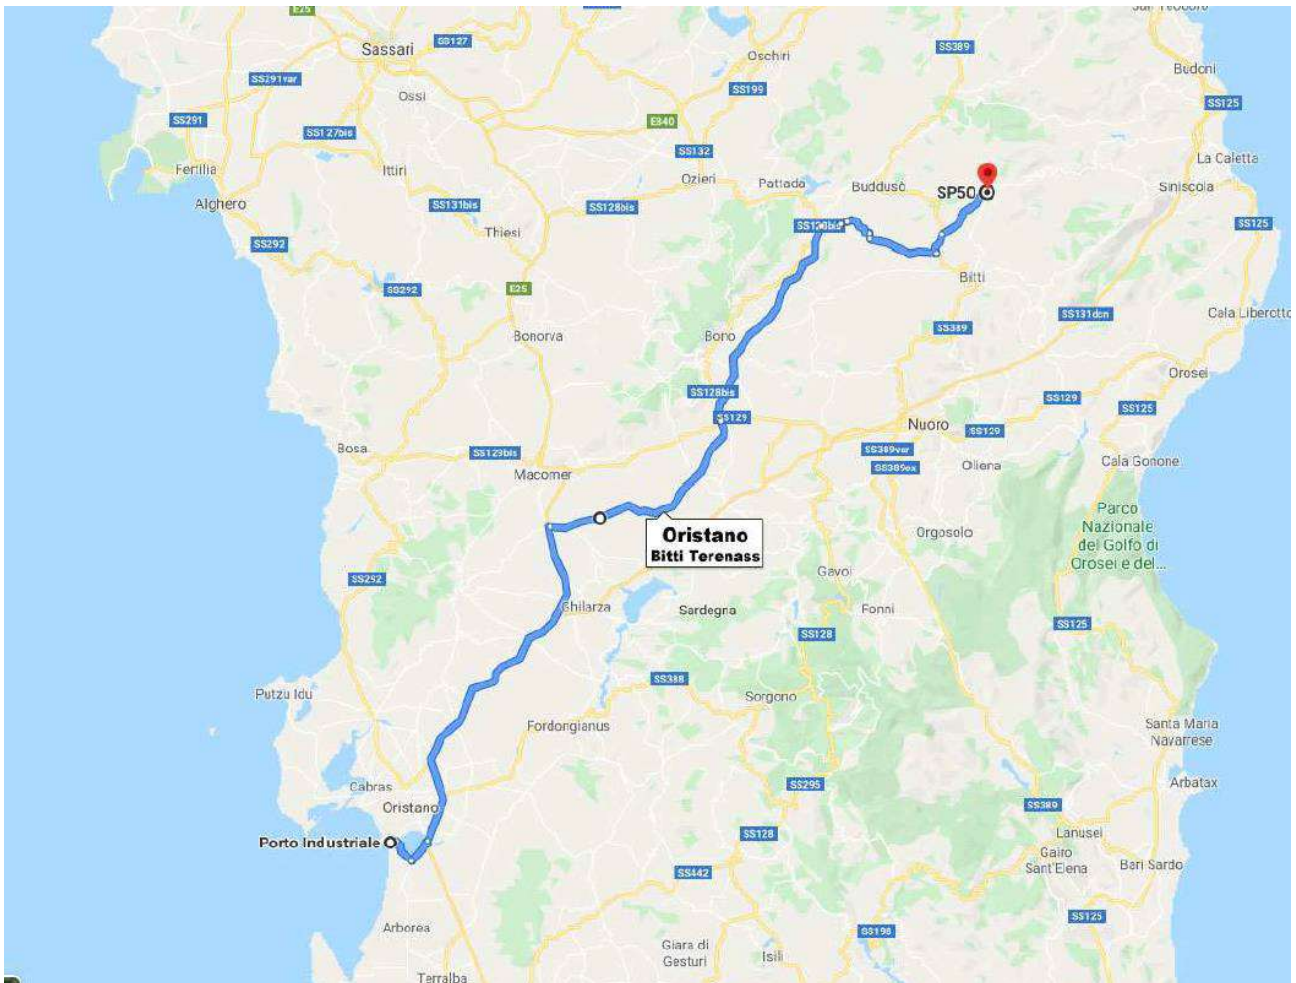 E25
San Teodoro
SS127
SS389
Sassari
Oschiri
Budoni
SS291var
SS199
Ossi
SS125
SS291
E840
SS127bis
SS132
La Caletta
Fertilia
Ittiri
Ozieri
Pattada
Buddusò
SP50
Siniscola
Alghero
SS131bis
SS128bis
Thiesi
SS128bis
SS125
SS292
Bitti
SS292
E25
SS131dcn
Cala Liberotto
Bonorva
Bono
SS389
Orosei
SS128bis
SS129
SS129
SS125
Nuoro
SS129
Bosa
SS129bis
SS389var
SS389ex
Oliena
Cala Gonone
Macomer
Parco
Nazionale
del Golfo di
Orosei e del...
Oristano
Bitti Terenass
Orgosolo
SS292
Gavoi
Ghilarza
Sardegna
Fonni
SS125
SS128
SS388
Putzu Idu
Sorgono
Fordongianus
Santa Maria
Navarrese
Cabras
SS295
Arbatax
Oristano
SS389
Porto Industriale
SS128
Lanusei
Gairo
Sant'Elena
Bari Sardo
SS442
SS125
Arborea
SS198
Giara di
Gesturi
Isili
Terralba